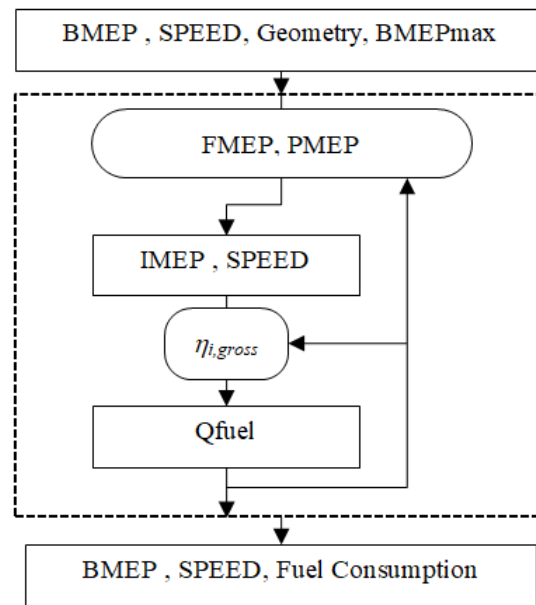 BMEP , SPEED, Geometry, BMEPmax
FMEP, PMEP
IMEP , SPEED
ηi,gross
Qfuel
BMEP , SPEED, Fuel Consumption